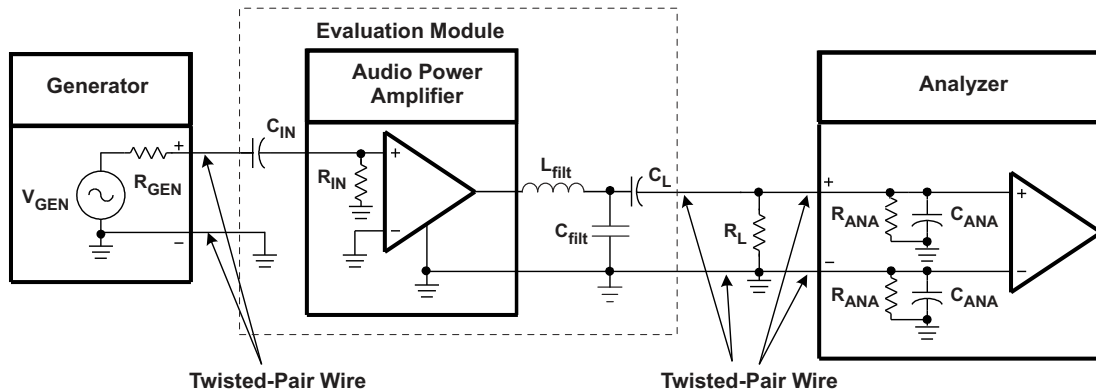 Evaluation Module
Generator
Audio Power
Amplifier
Analyzer
C_IN
+
R_GEN
V_GEN
−
R_IN
+
−
L_filt
C_L
C_filt
R_L
+
R_ANA
C_ANA
+
−
R_ANA
C_ANA
−
Twisted-Pair Wire
Twisted-Pair Wire